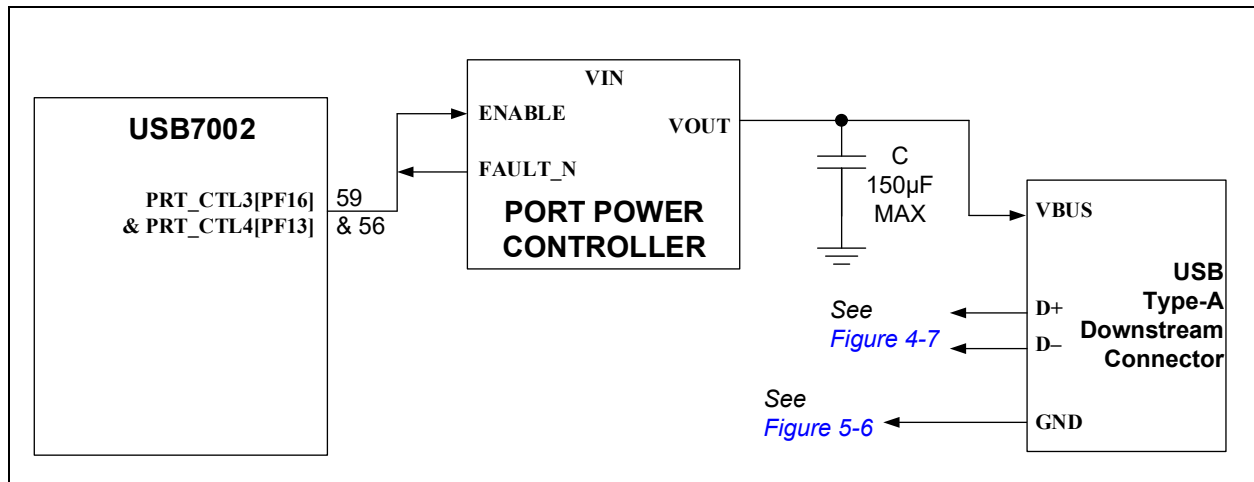 USB7002
PRT_CTL3[PF16]
& PRT_CTL4[PF13]
59
& 56
VIN
ENABLE
VOUT
FAULT_N
PORT POWER
CONTROLLER
C
150µF
MAX
VBUS
USB
Type-A
Downstream
Connector
D+
D–
GND
See
Figure 4-7
See
Figure 5-6